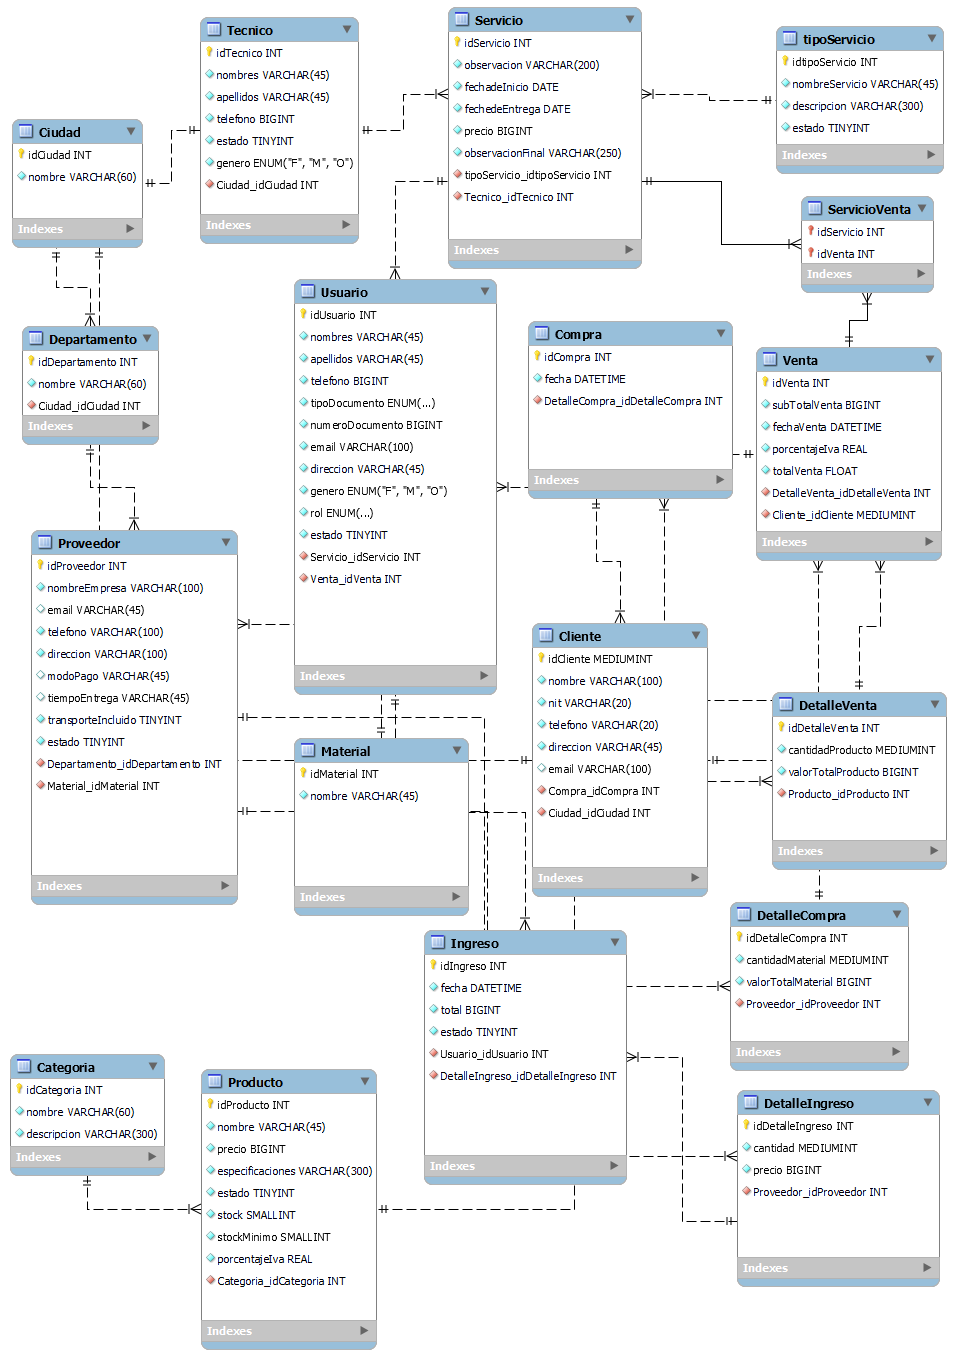 Tecnico
idTecnico INT
nombres VARCHAR(45)
apellidos VARCHAR(45)
telefono BIGINT
estado TINYINT
genero ENUM("F", "M", "O")
Ciudad_idCiudad INT
Indexes
Servicio
idServicio INT
observacion VARCHAR(200)
fechadeInicio DATE
fechedeEntrega DATE
precio BIGINT
observacionFinal VARCHAR(250)
tipoServicio_idtipoServicio INT
Tecnico_idTecnico INT
Indexes
tipoServicio
idtipoServicio INT
nombreServicio VARCHAR(45)
descripcion VARCHAR(300)
estado TINYINT
Indexes
Ciudad
idCiudad INT
nombre VARCHAR(60)
Indexes
ServicioVenta
idServicio INT
idVenta INT
Indexes
Usuario
idUsuario INT
nombres VARCHAR(45)
apellidos VARCHAR(45)
telefono BIGINT
tipoDocumento ENUM(...)
numeroDocumento BIGINT
email VARCHAR(100)
direccion VARCHAR(45)
genero ENUM("F", "M", "O")
rol ENUM(...)
estado TINYINT
Servicio_idServicio INT
Venta_idVenta INT
Indexes
Compra
idCompra INT
fecha DATETIME
DetalleCompra_idDetalleCompra INT
Indexes
Departamento
idDepartamento INT
nombre VARCHAR(60)
Ciudad_idCiudad INT
Indexes
Venta
idVenta INT
subTotalVenta BIGINT
fechaVenta DATETIME
porcentajeIva REAL
totalVenta FLOAT
DetalleVenta_idDetalleVenta INT
Cliente_idCliente MEDIUMINT
Indexes
Proveedor
idProveedor INT
nombreEmpresa VARCHAR(100)
email VARCHAR(45)
telefono VARCHAR(100)
direccion VARCHAR(100)
modoPago VARCHAR(45)
tiempoEntrega VARCHAR(45)
transporteIncluido TINYINT
estado TINYINT
Departamento_idDepartamento INT
Material_idMaterial INT
Indexes
Cliente
idCliente MEDIUMINT
nombre VARCHAR(100)
nit VARCHAR(20)
telefono VARCHAR(20)
direccion VARCHAR(45)
email VARCHAR(100)
Compra_idCompra INT
Ciudad_idCiudad INT
Indexes
DetalleVenta
idDetalleVenta INT
cantidadProducto MEDIUMINT
valorTotalProducto BIGINT
Producto_idProducto INT
Indexes
Material
idMaterial INT
nombre VARCHAR(45)
Indexes
DetalleCompra
idDetalleCompra INT
cantidadMaterial MEDIUMINT
valorTotalMaterial BIGINT
Proveedor_idProveedor INT
Indexes
Ingreso
idIngreso INT
fecha DATETIME
total BIGINT
estado TINYINT
Usuario_idUsuario INT
DetalleIngreso_idDetalleIngreso INT
Indexes
Categoria
idCategoria INT
nombre VARCHAR(60)
descripcion VARCHAR(300)
Indexes
Producto
idProducto INT
nombre VARCHAR(45)
precio BIGINT
especificaciones VARCHAR(300)
estado TINYINT
stock SMALLINT
stockMinimo SMALLINT
porcentajeIva REAL
Categoria_idCategoria INT
Indexes
DetalleIngreso
idDetalleIngreso INT
cantidad MEDIUMINT
precio BIGINT
Proveedor_idProveedor INT
Indexes